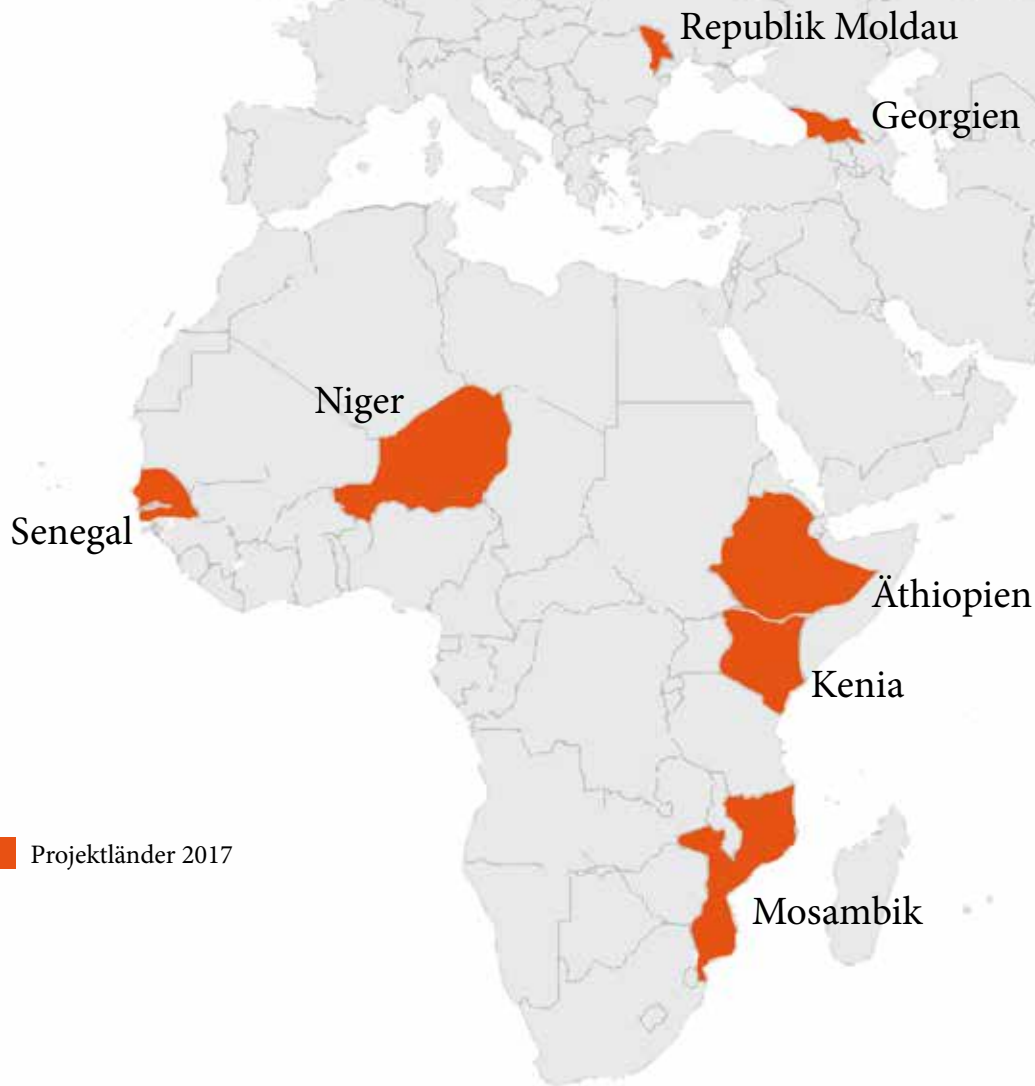 Republik Moldau
Georgien
Niger
Senegal
Äthiopien
Kenia
Projektländer 2017
Mosambik